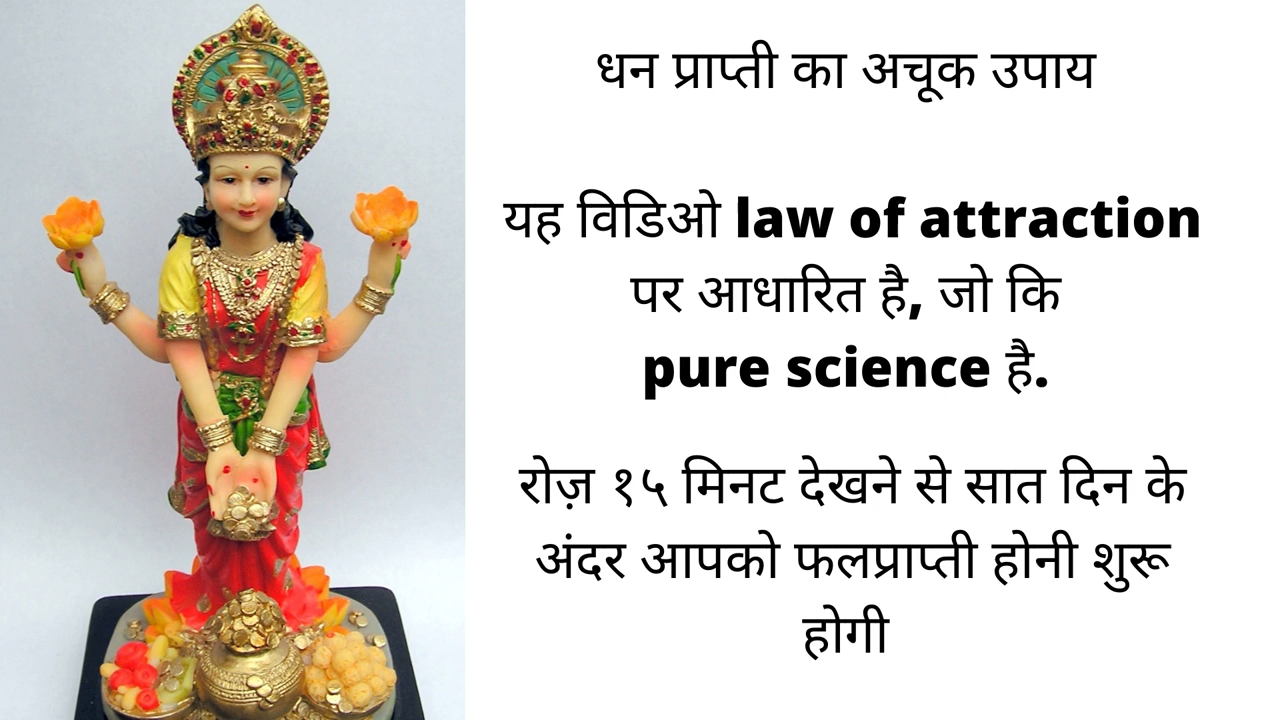 धन प्राप्ती का अचूक उपाय
यह विडिओ law of attraction
पर आधारित है, जो कि
pure science है.
रोज़ १५ मिनट देखने से सात दिन के
अंदर आपको फलप्राप्ती होनी शुरू
होगी